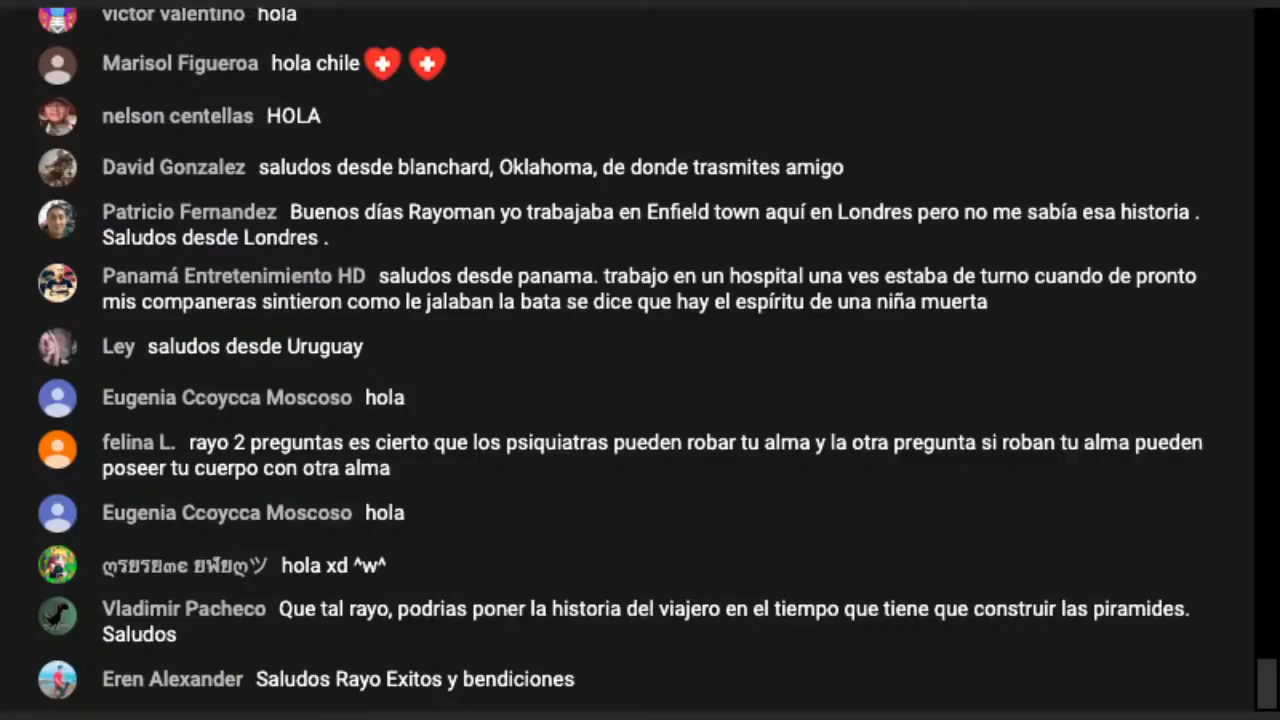 victor valentino hola
Marisol Figueroa hola chile
nelson centellas HOLA
David Gonzalez saludos desde blanchard, Oklahoma, de donde trasmites amigo
Patricio Fernandez Buenos días Rayoman yo trabajaba en Enfield town aquí en Londres pero no me sabía esa historia .
Saludos desde Londres .
Panamá Entretenimiento HD saludos desde panama. trabajo en un hospital una ves estaba de turno cuando de pronto
mis companeras sintieron como le jalaban la bata se dice que hay el espíritu de una niña muerta
Ley saludos desde Uruguay
Eugenia Ccoycca Moscoso hola
felina L. rayo 2 preguntas es cierto que los psiquiatras pueden robar tu alma y la otra pregunta si roban tu alma pueden
poseer tu cuerpo con otra alma
Eugenia Ccoycca Moscoso hola
hola xd ^w^
Vladimir Pacheco Que tal rayo, podrias poner la historia del viajero en el tiempo que tiene que construir las piramides.
Saludos
Eren Alexander Saludos Rayo Exitos y bendiciones